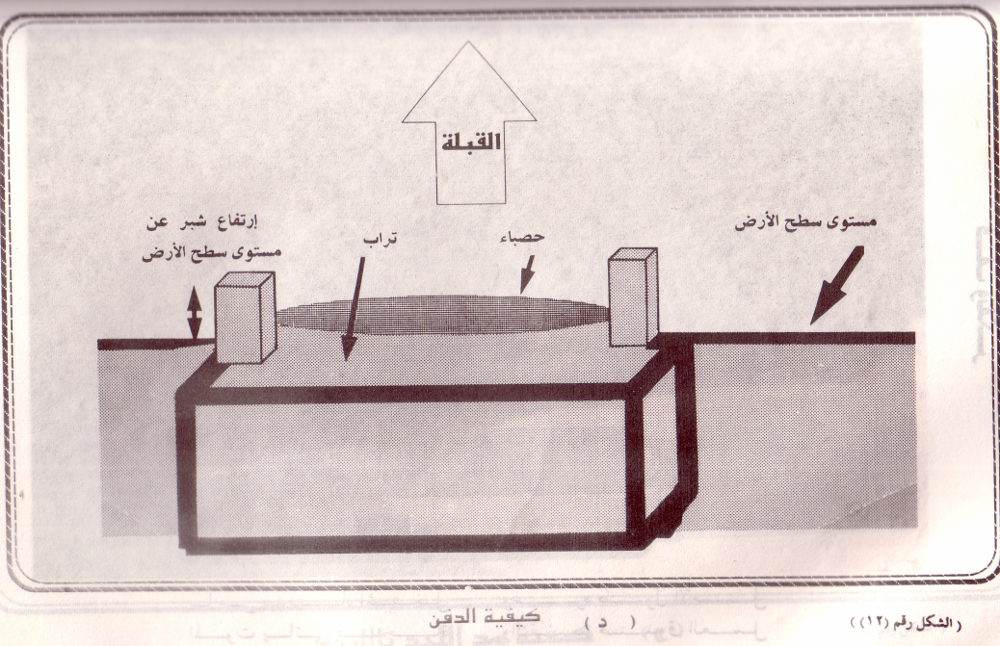 القبلة
إرتفاع شبر عن
مستوى سطح الأرض
تراب
حصباء
مستوى سطح الأرض
كيفية الدفن
( د )
( الشكل رقم (١٢))